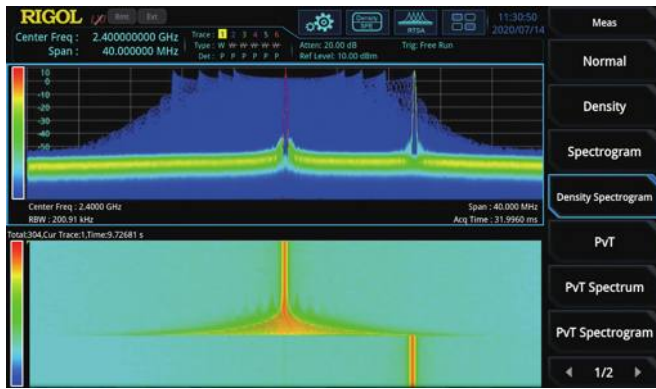 RIGOL Rmt Ext
Density SPE RTSA
11:30:50
2020/07/14
Center Freq : 2.400000000 GHz
Span : 40.000000 MHz
Trace : 1 2 3 4 5 6
Type : W W W W W W
Det : P P P P P P
Atten: 20.00 dB
Ref Level: 10.00 dBm
Trig: Free Run
10
0
-10
-20
-30
-40
-50
Center Freq : 2.4000 GHz
Span : 40.000 MHz
RBW : 200.91 kHz
Acq Time : 31.9960 ms
Total:304,Cur Trace:1,Time:9.72681 s
Meas
Normal
Density
Spectrogram
Density Spectrogram
PvT
PvT Spectrum
PvT Spectrogram
1/2